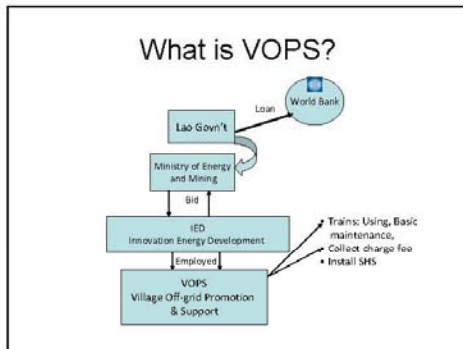 What is VOPS?
World Bank
Loan
Lao Govn't
Ministry of Energy
and Mining
Bid
IED
Innovation Energy Development
Employed
VOPS
Village Off-grid Promotion
& Support
• Trains: Using, Basic
maintenance,
• Collect charge fee
• Install SHS